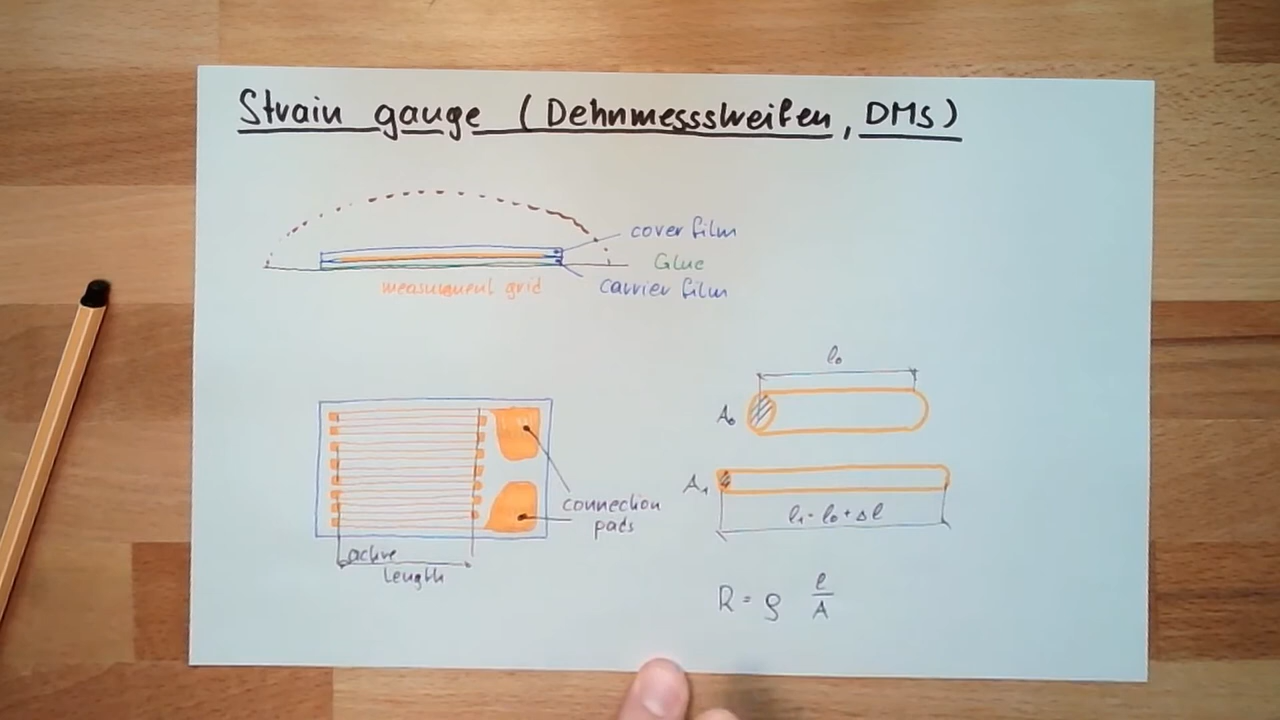 Strain gauge (Dehnmessstreifen, DMS)
cover film
Glue
measurement grid
carrier film
l₀
A₀
A₁
l₁ = l₀ + Δl
connection
pads
active
length
R = ρ l/A